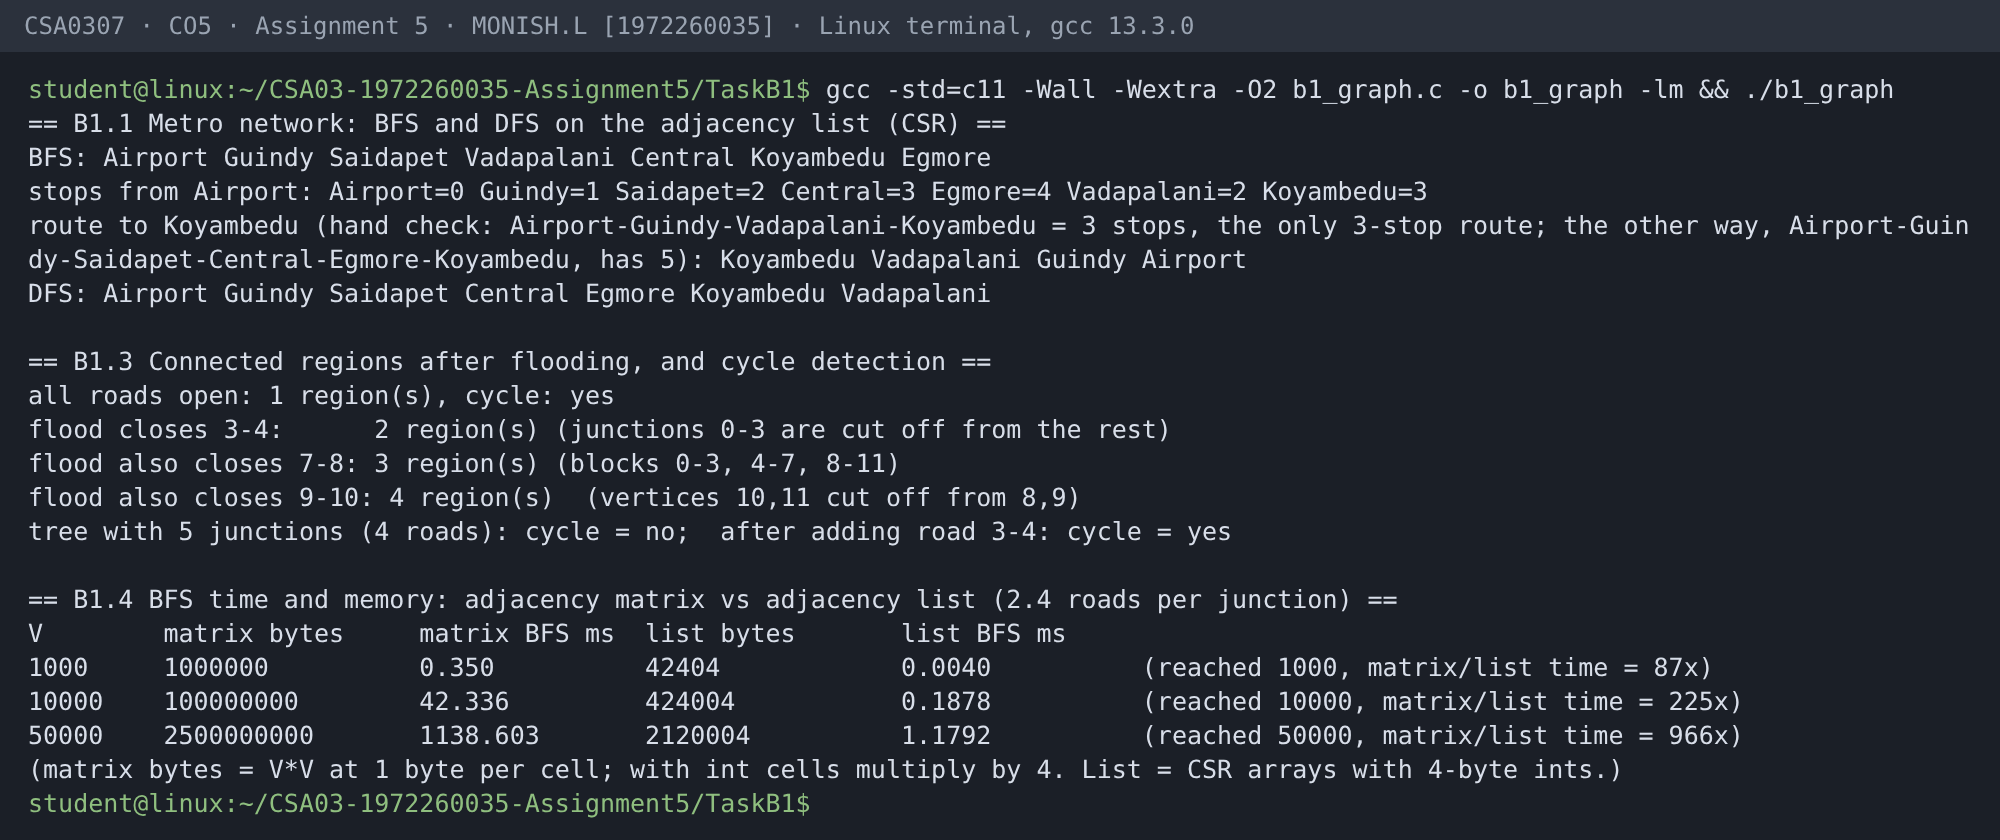 CSA0307 · CO5 · Assignment 5 · MONISH.L [1972260035] · Linux terminal, gcc 13.3.0
student@linux:~/CSA03-1972260035-Assignment5/TaskB1$ gcc -std=c11 -Wall -Wextra -O2 b1_graph.c -o b1_graph -lm && ./b1_graph
== B1.1 Metro network: BFS and DFS on the adjacency list (CSR) ==
BFS: Airport Guindy Saidapet Vadapalani Central Koyambedu Egmore
stops from Airport: Airport=0 Guindy=1 Saidapet=2 Central=3 Egmore=4 Vadapalani=2 Koyambedu=3
route to Koyambedu (hand check: Airport-Guindy-Vadapalani-Koyambedu = 3 stops, the only 3-stop route; the other way, Airport-Guin
dy-Saidapet-Central-Egmore-Koyambedu, has 5): Koyambedu Vadapalani Guindy Airport
DFS: Airport Guindy Saidapet Central Egmore Koyambedu Vadapalani

== B1.3 Connected regions after flooding, and cycle detection ==
all roads open: 1 region(s), cycle: yes
flood closes 3-4:      2 region(s) (junctions 0-3 are cut off from the rest)
flood also closes 7-8: 3 region(s) (blocks 0-3, 4-7, 8-11)
flood also closes 9-10: 4 region(s)  (vertices 10,11 cut off from 8,9)
tree with 5 junctions (4 roads): cycle = no;  after adding road 3-4: cycle = yes

== B1.4 BFS time and memory: adjacency matrix vs adjacency list (2.4 roads per junction) ==
V        matrix bytes     matrix BFS ms  list bytes       list BFS ms
1000     1000000          0.350          42404            0.0040          (reached 1000, matrix/list time = 87x)
10000    100000000        42.336         424004           0.1878          (reached 10000, matrix/list time = 225x)
50000    2500000000       1138.603       2120004          1.1792          (reached 50000, matrix/list time = 966x)
(matrix bytes = V*V at 1 byte per cell; with int cells multiply by 4. List = CSR arrays with 4-byte ints.)
student@linux:~/CSA03-1972260035-Assignment5/TaskB1$